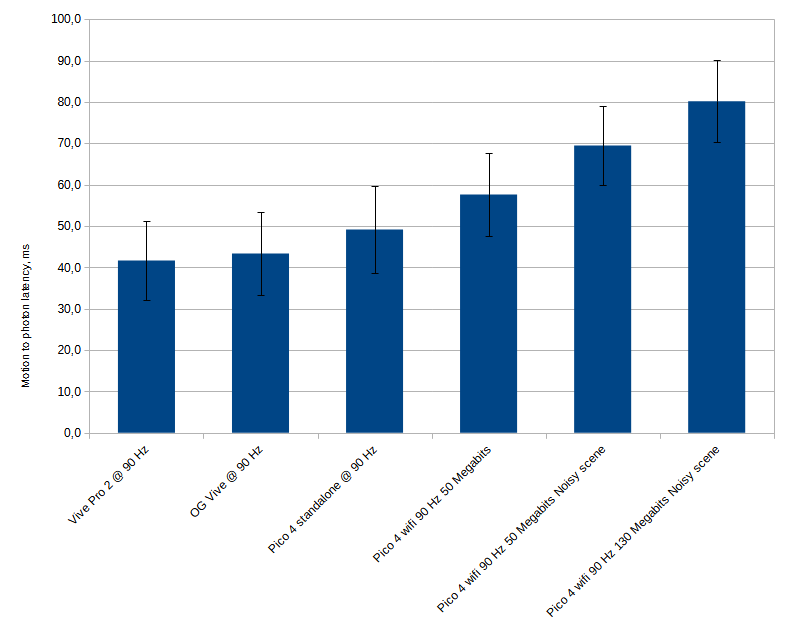 100,0
90,0
80,0
70,0
60,0
50,0
40,0
30,0
20,0
10,0
0,0
Motion to photon latency, ms
Vive Pro 2 @ 90 Hz
OG Vive @ 90 Hz
Pico 4 standalone @ 90 Hz
Pico 4 wifi 90 Hz 50 Megabits
Pico 4 wifi 90 Hz 50 Megabits Noisy scene
Pico 4 wifi 90 Hz 130 Megabits Noisy scene